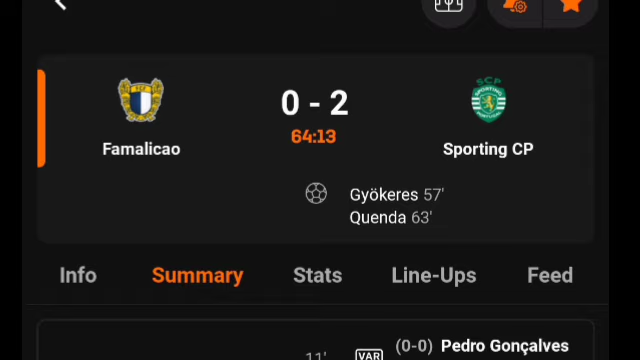 0 - 2
64:13
Famalicao
Sporting CP
Gyökeres 57'
Quenda 63'
Info Summary Stats Line-Ups Feed
11' VAR (0-0) Pedro Gonçalves
SCP